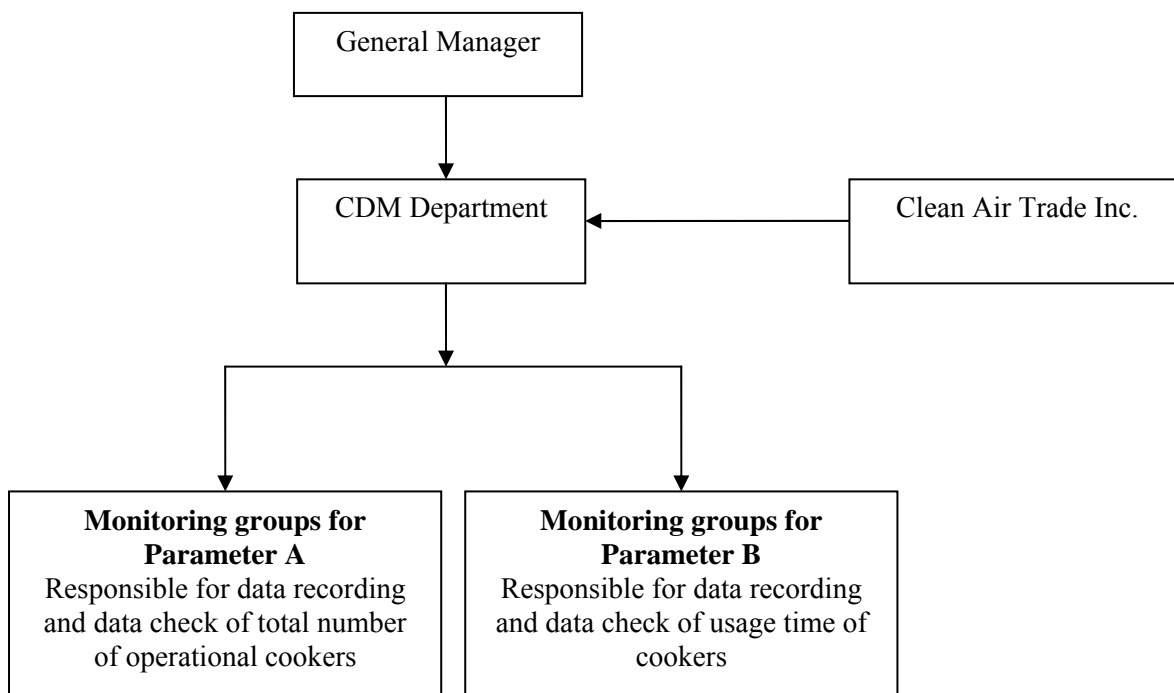 General Manager
CDM Department
Clean Air Trade Inc.
Monitoring groups for
Parameter A
Responsible for data recording
and data check of total number
of operational cookers
Monitoring groups for
Parameter B
Responsible for data recording
and data check of usage time of
cookers